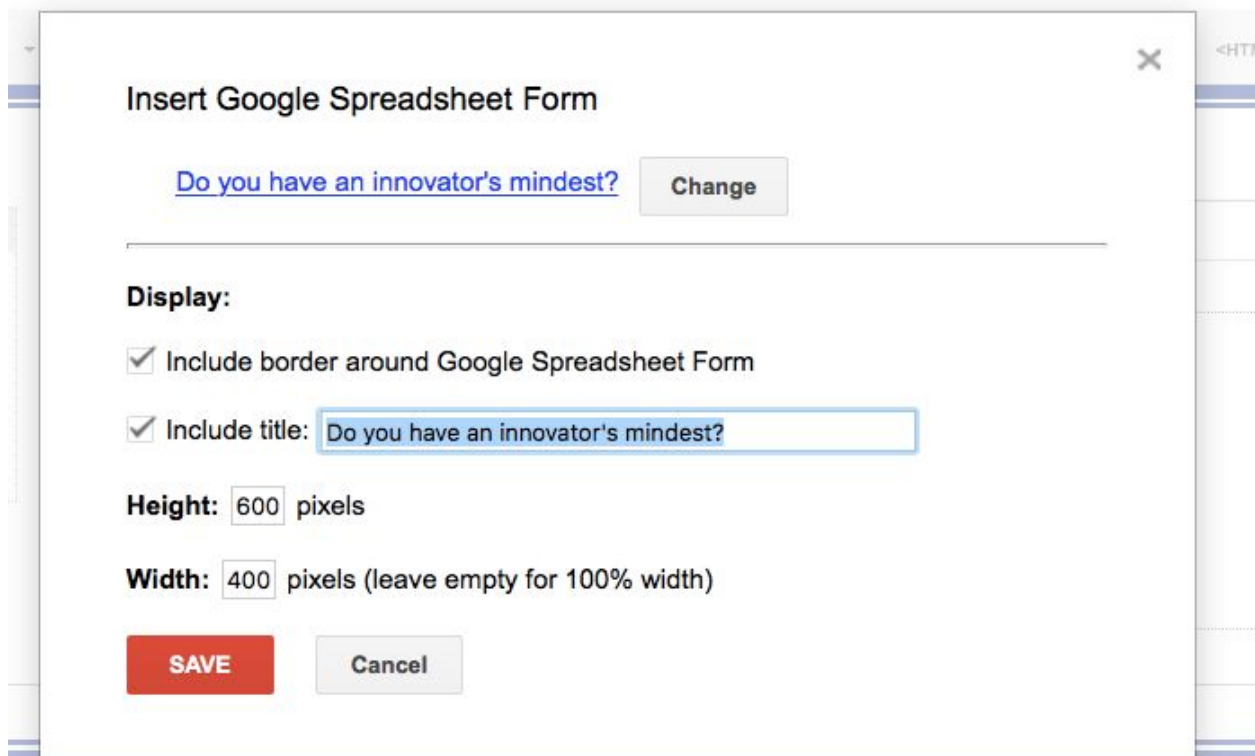 <HTM
Insert Google Spreadsheet Form
Do you have an innovator's mindest? Change
Display:
Include border around Google Spreadsheet Form
Include title: Do you have an innovator's mindest?
Height: 600 pixels
Width: 400 pixels (leave empty for 100% width)
SAVE Cancel